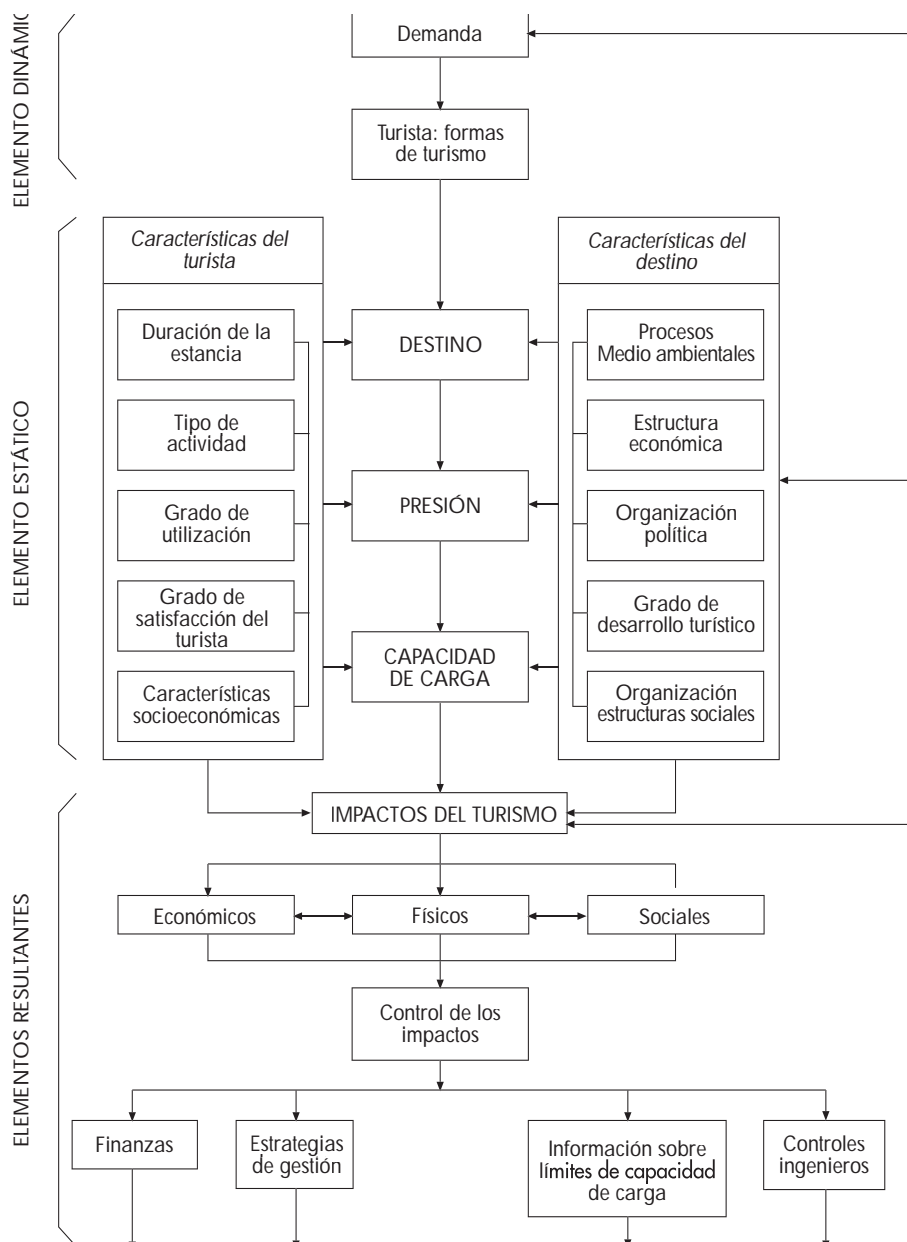 ELEMENTO DINÁMIC
Demanda
Turista: formas
de turismo
ELEMENTO ESTÁTICO
Características del
turista
Duración de la
estancia
Tipo de
actividad
Grado de
utilización
Grado de
satisfacción del
turista
Características
socioeconómicas
DESTINO
PRESIÓN
CAPACIDAD
DE CARGA
Características del
destino
Procesos
Medio ambientales
Estructura
económica
Organización
política
Grado de
desarrollo turístico
Organización
estructuras sociales
ELEMENTOS RESULTANTES
IMPACTOS DEL TURISMO
Económicos
Físicos
Sociales
Control de los
impactos
Finanzas
Estrategias
de gestión
Información sobre
límites de capacidad
de carga
Controles
ingenieros